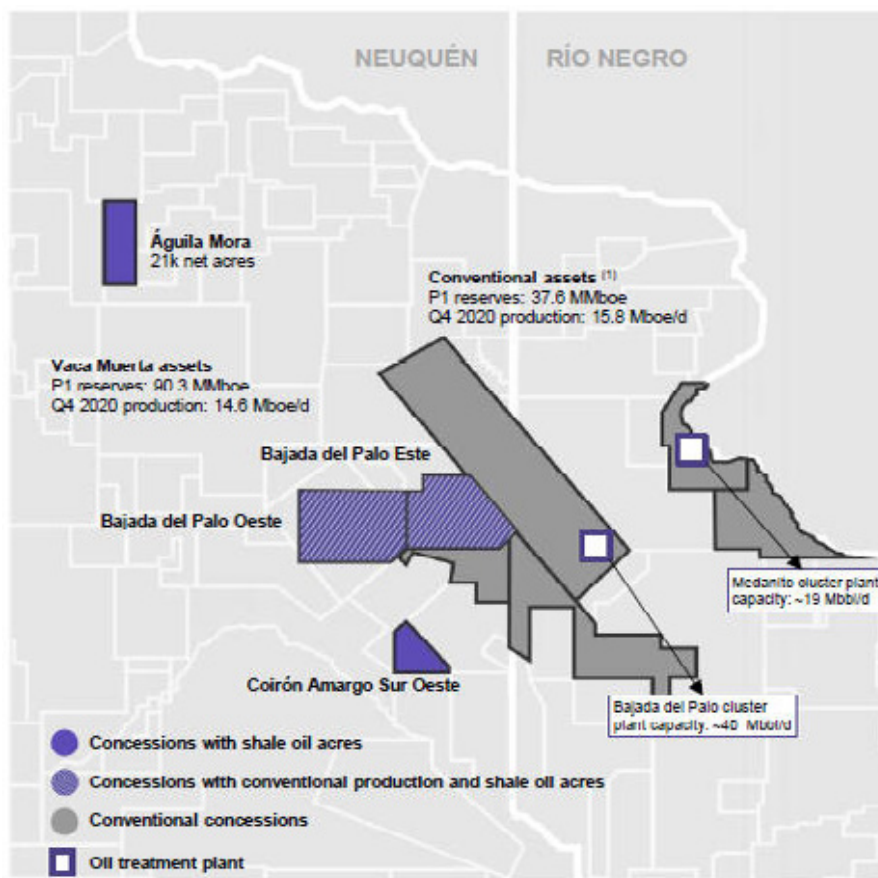 NEUQUÉN
RÍO NEGRO
Águila Mora
21k net acres
Conventional assets (1)
P1 reserves: 37.6 MMboe
Q4 2020 production: 15.8 Mboe/d
Vaca Muerta assets
P1 reserves: 90.3 MMboe
Q4 2020 production: 14.6 Mboe/d
Bajada del Palo Este
Bajada del Palo Oeste
Medanito cluster plant
capacity: ~19 Mbbl/d
Coirón Amargo Sur Oeste
Bajada del Palo cluster
plant capacity: Mbbl/d
Concessions with shale oil acres
Concessions with conventional production and shale oil acres
Conventional concessions
Oil treatment plant